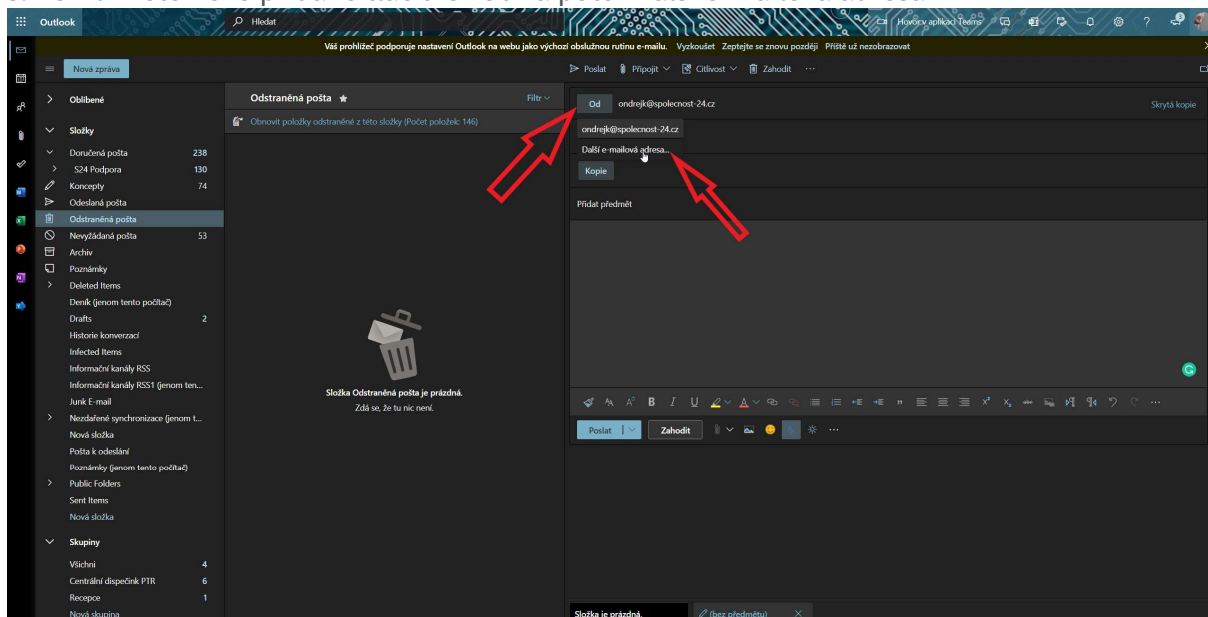 Outlook
Hledat
Hovory aplikací Teams
Váš prohlížeč podporuje nastavení Outlook na webu jako výchozí obslužnou rutinu e-mailu. Vyzkoušet Zeptejte se znovu později Příště už nezobrazovat
Nová zpráva
Poslat Připojit Citlivost Zahodit
Oblíbené
Složky
Doručená pošta 238
S24 Podpora 130
Koncepty 74
Odeslaná pošta
Odstraněná pošta
Nevyžádaná pošta 53
Archiv
Poznámky
Deleted Items
Deník (jenom tento počítač)
Drafts 2
Historie konverzací
Infected Items
Informační kanály RSS
Informační kanály RSS1 (jenom ten...
Junk E-mail
Nezdařené synchronizace (jenom t...
Nová složka
Pošta k odeslání
Poznámky (jenom tento počítač)
Public Folders
Sent Items
Nová složka
Skupiny
Všichni 4
Centrální dispečink PTR 6
Recepce 1
Nová skupina
Odstraněná pošta ★ Filtr
Obnovit položky odstraněné z této složky (Počet položek: 146)
Složka Odstraněná pošta je prázdná.
Zdá se, že tu nic není.
Od ondrejk@spolecnost-24.cz Skrytá kopie
ondrejk@spolecnost-24.cz
Další e-mailová adresa...
Kopie
Přidat předmět
Poslat Zahodit
Složka je prázdná. (bez předmětu)